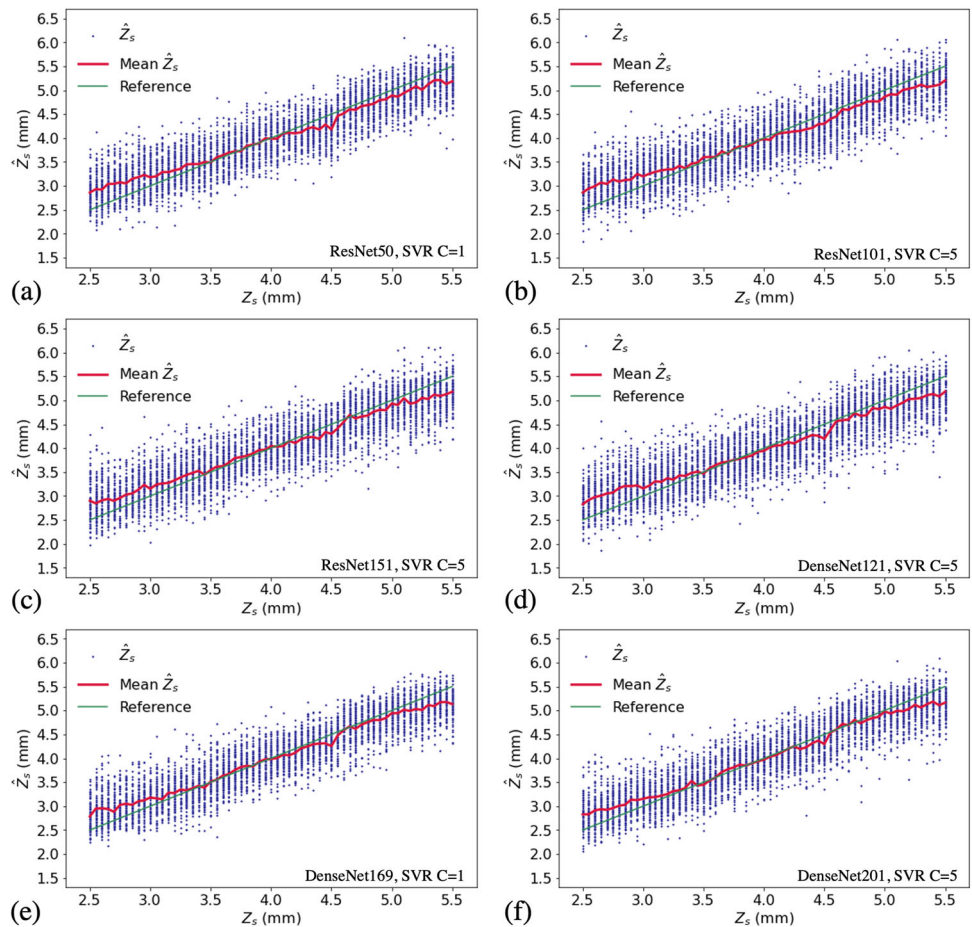 6.5
6.0
5.5
5.0
4.5
4.0
3.5
3.0
2.5
2.0
1.5
Ẑₛ (mm)
Ẑₛ
Mean Ẑₛ
Reference
ResNet50, SVR C=1
2.5 3.0 3.5 4.0 4.5 5.0 5.5
Zₛ (mm)
(a)
6.5
6.0
5.5
5.0
4.5
4.0
3.5
3.0
2.5
2.0
1.5
Ẑₛ (mm)
Ẑₛ
Mean Ẑₛ
Reference
ResNet101, SVR C=5
2.5 3.0 3.5 4.0 4.5 5.0 5.5
Zₛ (mm)
(b)
6.5
6.0
5.5
5.0
4.5
4.0
3.5
3.0
2.5
2.0
1.5
Ẑₛ (mm)
Ẑₛ
Mean Ẑₛ
Reference
ResNet151, SVR C=5
2.5 3.0 3.5 4.0 4.5 5.0 5.5
Zₛ (mm)
(c)
6.5
6.0
5.5
5.0
4.5
4.0
3.5
3.0
2.5
2.0
1.5
Ẑₛ (mm)
Ẑₛ
Mean Ẑₛ
Reference
DenseNet121, SVR C=5
2.5 3.0 3.5 4.0 4.5 5.0 5.5
Zₛ (mm)
(d)
6.5
6.0
5.5
5.0
4.5
4.0
3.5
3.0
2.5
2.0
1.5
Ẑₛ (mm)
Ẑₛ
Mean Ẑₛ
Reference
DenseNet169, SVR C=1
2.5 3.0 3.5 4.0 4.5 5.0 5.5
Zₛ (mm)
(e)
6.5
6.0
5.5
5.0
4.5
4.0
3.5
3.0
2.5
2.0
1.5
Ẑₛ (mm)
Ẑₛ
Mean Ẑₛ
Reference
DenseNet201, SVR C=5
2.5 3.0 3.5 4.0 4.5 5.0 5.5
Zₛ (mm)
(f)